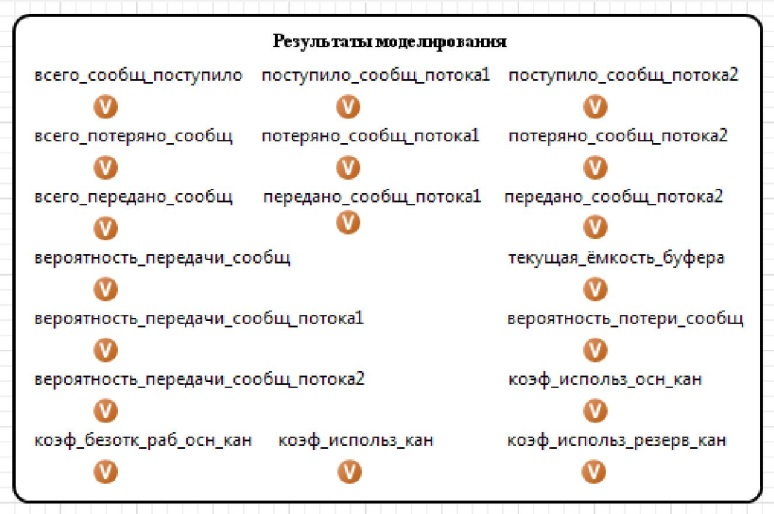 Результаты моделирования
всего_сообщ_поступило поступило_сообщ_потока1 поступило_сообщ_потока2
V V V
всего_потеряно_сообщ потеряно_сообщ_потока1 потеряно_сообщ_потока2
V V V
всего_передано_сообщ передано_сообщ_потока1 передано_сообщ_потока2
V V V
вероятность_передачи_сообщ текущая_ёмкость_буфера
V V
вероятность_передачи_сообщ_потока1 вероятность_потери_сообщ
V V
вероятность_передачи_сообщ_потока2 коэф_использ_осн_кан
V V
коэф_безотк_раб_осн_кан коэф_использ_кан коэф_использ_резерв_кан
V V V